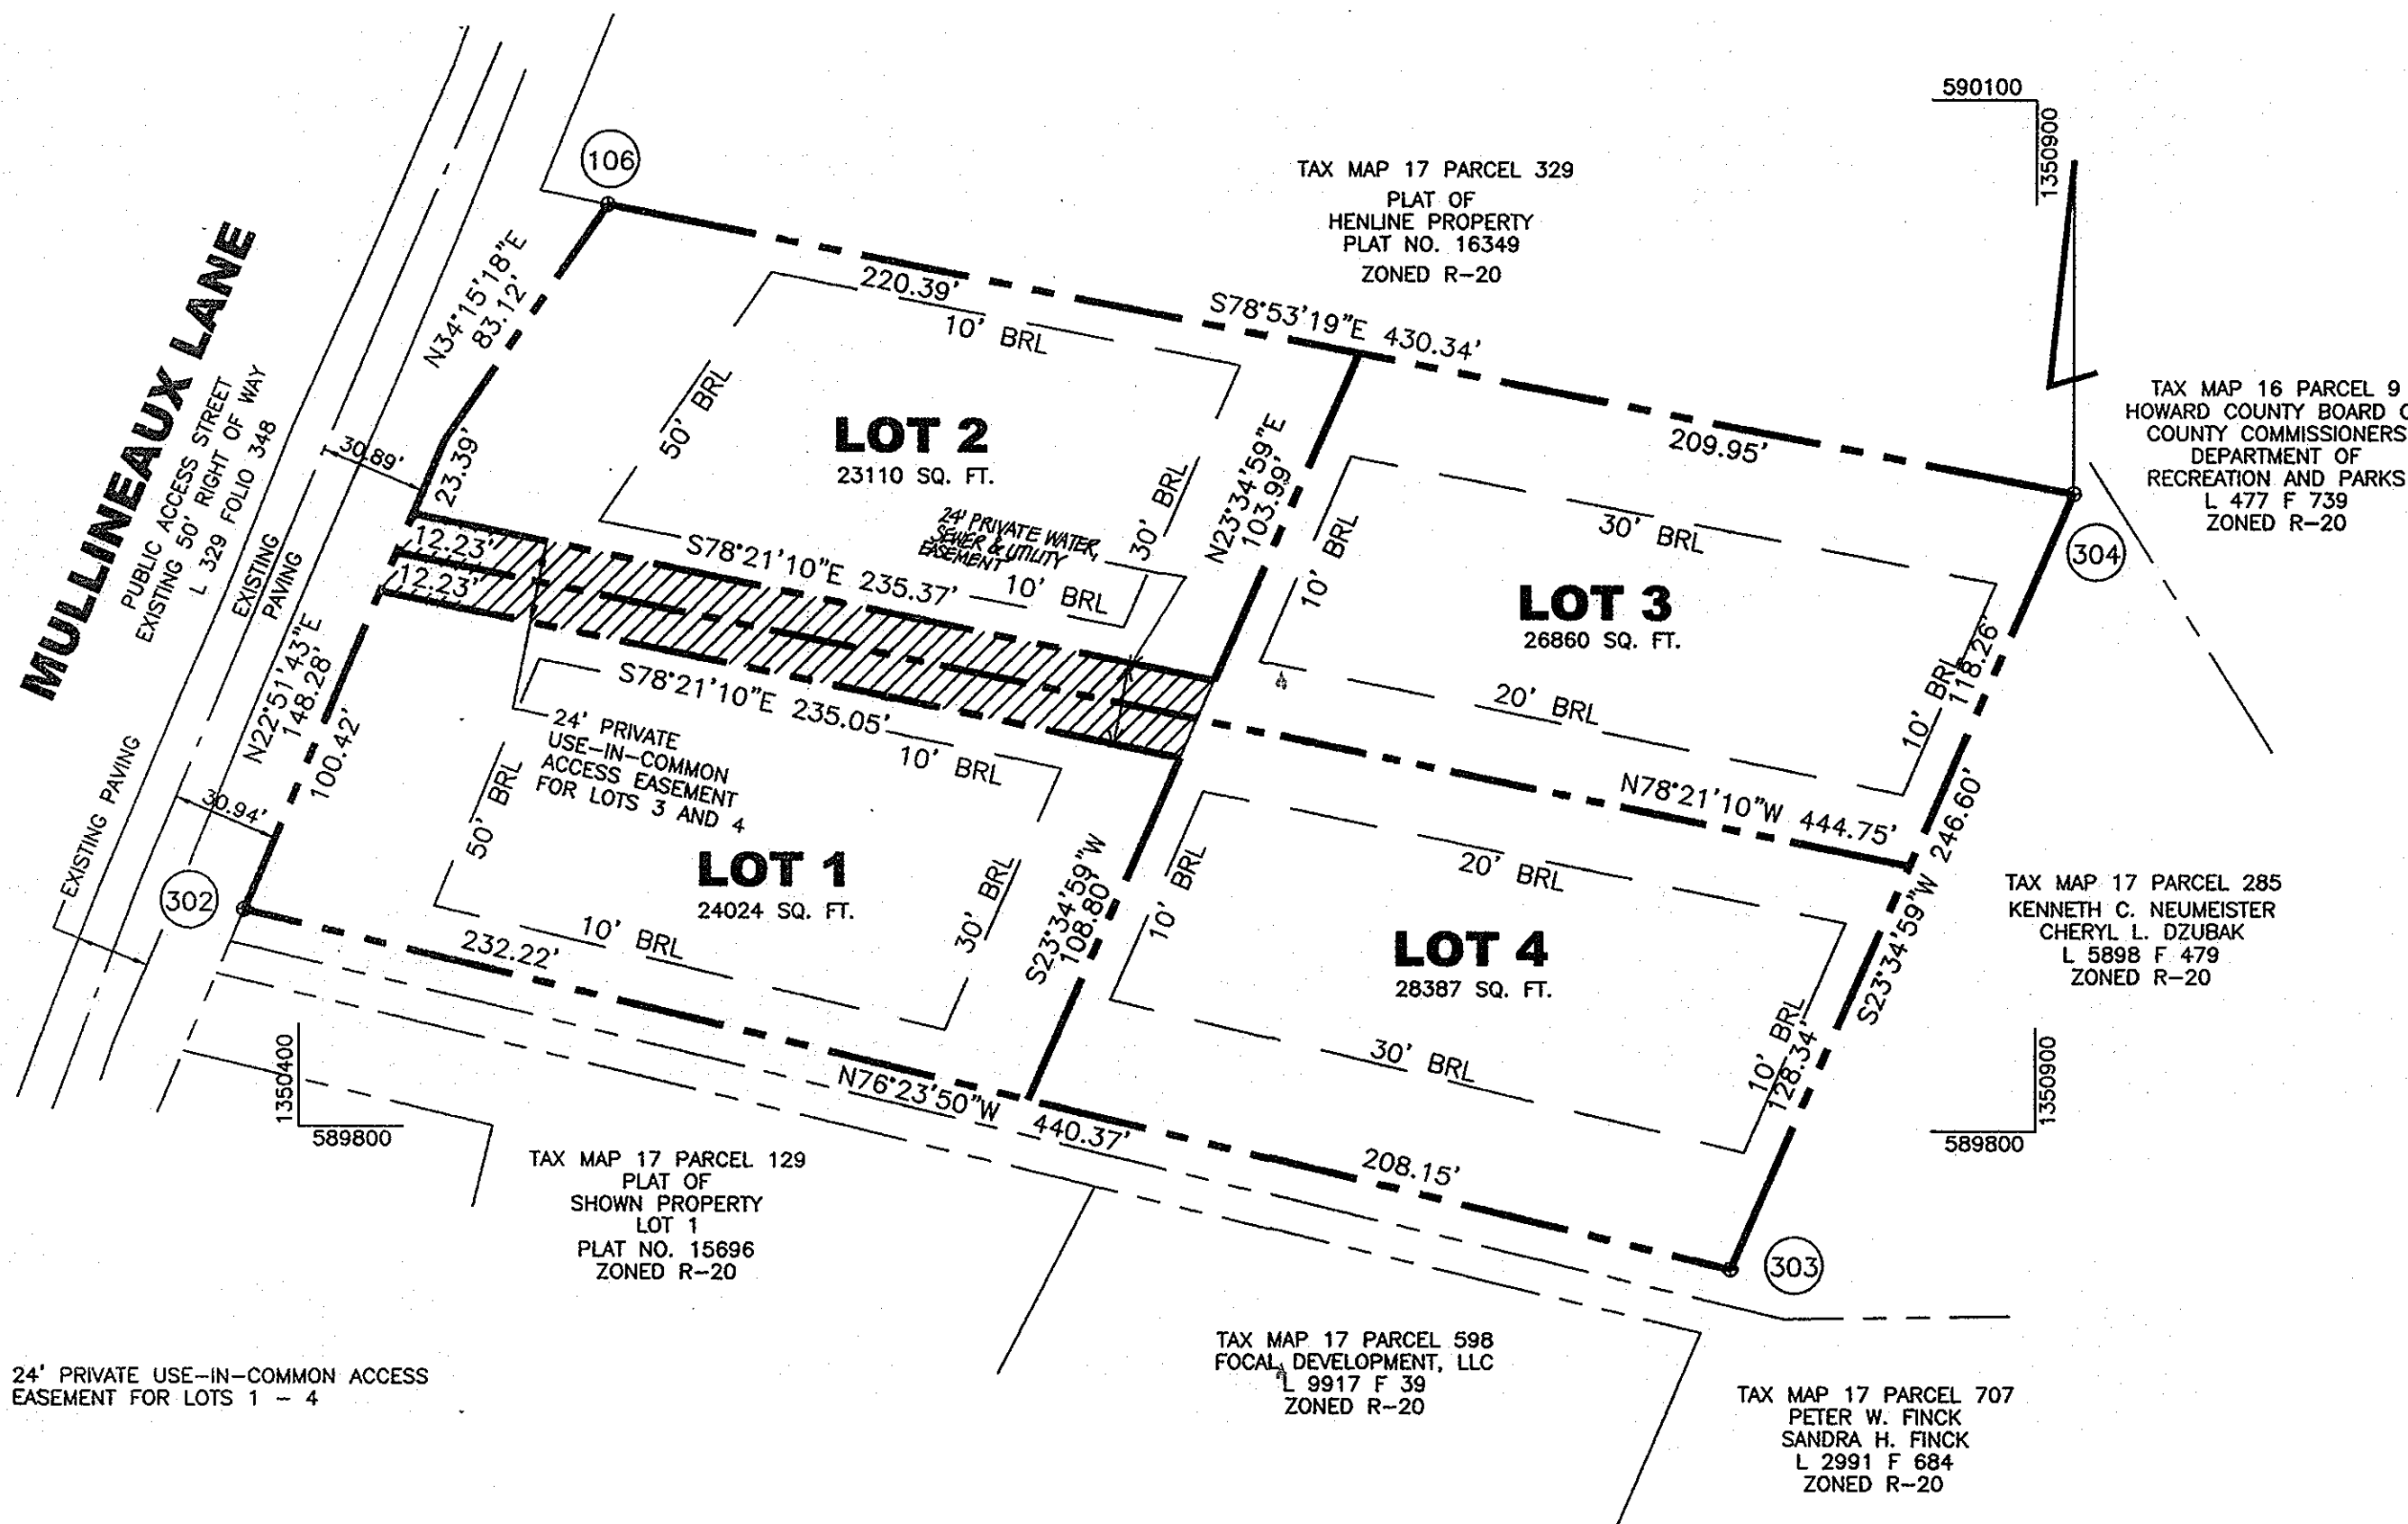 590100
1350900
106
TAX MAP 17 PARCEL 329
PLAT OF
HENLINE PROPERTY
PLAT NO. 16349
ZONED R-20
MULLINEAUX LANE
PUBLIC ACCESS STREET
EXISTING 50' RIGHT OF WAY
L 329 FOLIO 348
EXISTING
PAVING
N34°15'18"E
83.12'
220.39'
10' BRL
S78°53'19"E 430.34'
50' BRL
LOT 2
23110 SQ. FT.
30' BRL
N23°34'59"E
103.99'
209.95'
TAX MAP 16 PARCEL 9
HOWARD COUNTY BOARD
COUNTY COMMISSIONERS
DEPARTMENT OF
RECREATION AND PARKS
L 477 F 739
ZONED R-20
304
30.89'
23.39'
24' PRIVATE WATER,
SEWER & UTILITY
EASEMENT
12.23'
12.23'
S78°21'10"E 235.37'
10' BRL
10' BRL
30' BRL
LOT 3
26860 SQ. FT.
20' BRL
10' BRL
118.26'
S78°21'10"E 235.05'
10' BRL
24' PRIVATE
USE-IN-COMMON
ACCESS EASEMENT
FOR LOTS 3 AND 4
N22°51'43"E
148.28'
100.42'
EXISTING PAVING
30.94'
302
50' BRL
LOT 1
24024 SQ. FT.
30' BRL
10' BRL
232.22'
S23°34'59"W
108.80'
N78°21'10"W 444.75'
246.60'
S23°34'59"W
10' BRL
20' BRL
LOT 4
28387 SQ. FT.
30' BRL
10' BRL
128.34'
TAX MAP 17 PARCEL 285
KENNETH C. NEUMEISTER
CHERYL L. DZUBAK
L 5898 F 479
ZONED R-20
1350400
589800
N76°23'50"W
440.37'
208.15'
1350900
589800
303
TAX MAP 17 PARCEL 129
PLAT OF
SHOWN PROPERTY
LOT 1
PLAT NO. 15696
ZONED R-20
TAX MAP 17 PARCEL 598
FOCAL DEVELOPMENT, LLC
L 9917 F 39
ZONED R-20
TAX MAP 17 PARCEL 707
PETER W. FINCK
SANDRA H. FINCK
L 2991 F 684
ZONED R-20
24' PRIVATE USE-IN-COMMON ACCESS
EASEMENT FOR LOTS 1 - 4